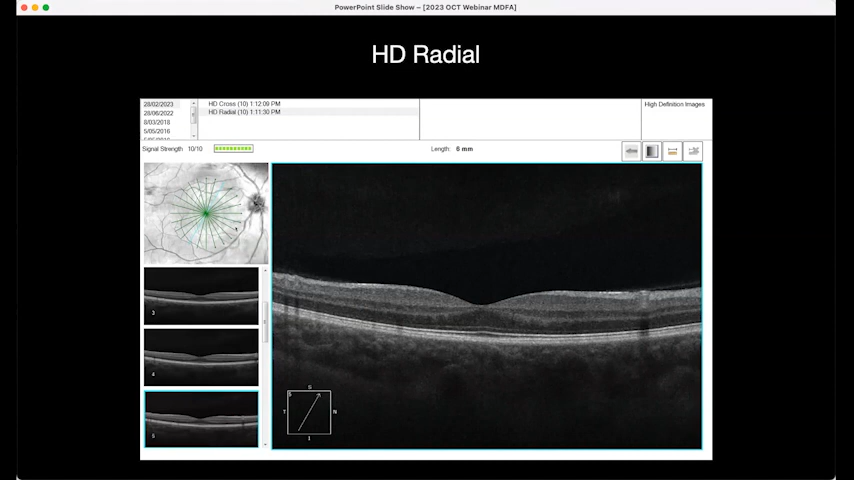 PowerPoint Slide Show – [2023 OCT Webinar MDFA]
HD Radial
28/02/2023
28/06/2022
8/03/2018
5/05/2016
HD Cross (10) 1:12:09 PM
HD Radial (10) 1:11:30 PM
High Definition Images
Signal Strength 10/10
Length: 6 mm
3
4
5
S
5
T
N
I